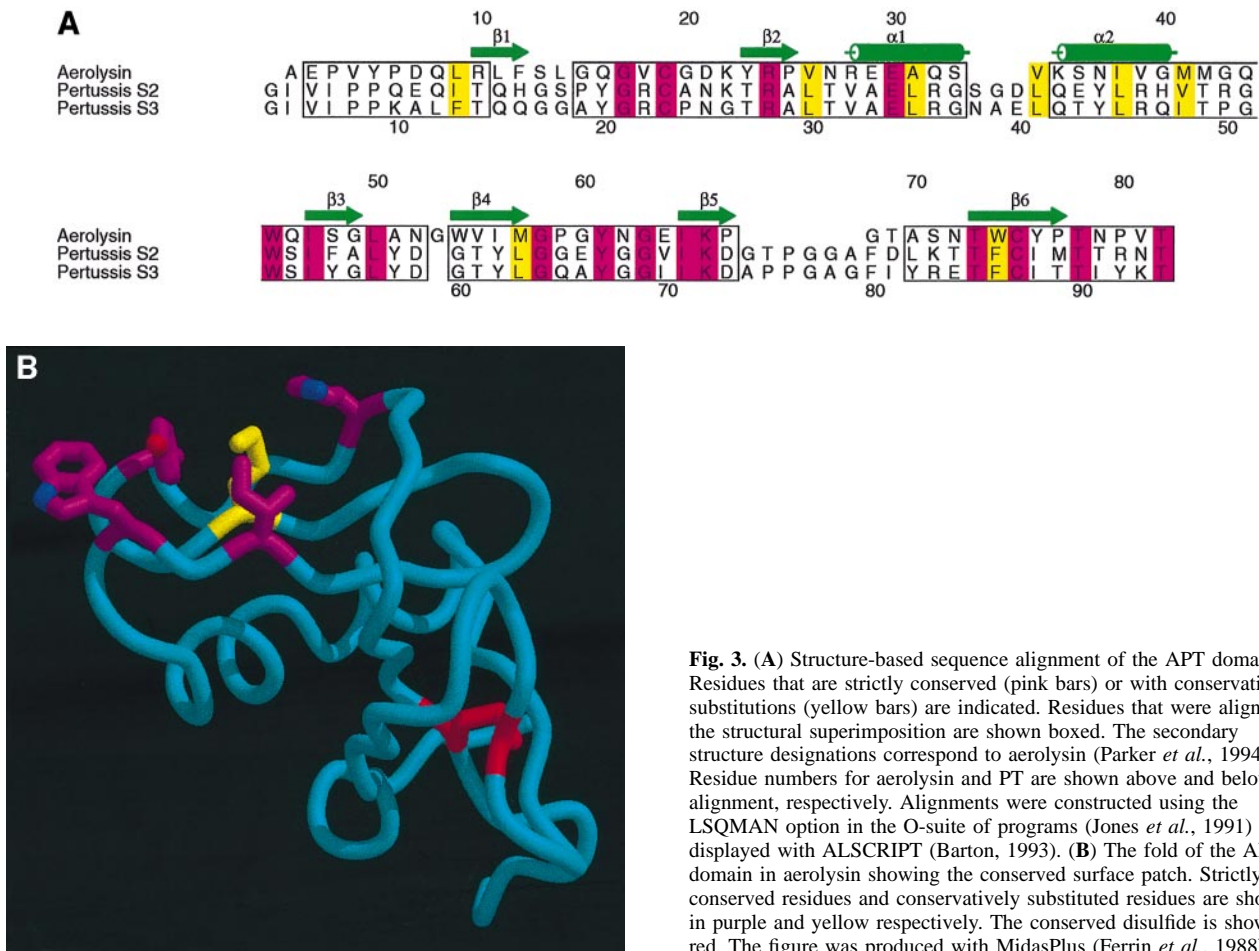 A
10 20 30 40
β1 β2 α1 α2
Aerolysin A E P V Y P D Q L R L F S L G Q G V C G D K Y R P V N R E E A Q S V K S N I V G M M G Q
Pertussis S2 G I V I P P Q E Q I T Q H G S P Y G R C A N K T R A L T V A E L R G S G D L Q E Y L R H V T R G
Pertussis S3 G I V I P P K A L F T Q Q G G A Y G R C P N G T R A L T V A E L R G N A E L Q T Y L R Q I T P G
10 20 30 40 50
50 60 70 80
β3 β4 β5 β6
Aerolysin W Q I S G L A N G W V I M G P G Y N G E I K P G T A S N T W C Y P T N P V T
Pertussis S2 W S I F A L Y D G T Y L G G E Y G G V I K D G T P G G A F D L K T T F C I M T T R N T
Pertussis S3 W S I Y G L Y D G T Y L G Q A Y G G V I K D A P P G A G F I Y R E T F C I T T I Y K T
60 70 80 90
B
Fig. 3. (A) Structure-based sequence alignment of the APT doma
Residues that are strictly conserved (pink bars) or with conservati
substitutions (yellow bars) are indicated. Residues that were align
the structural superimposition are shown boxed. The secondary
structure designations correspond to aerolysin (Parker et al., 1994
Residue numbers for aerolysin and PT are shown above and belo
alignment, respectively. Alignments were constructed using the
LSQMAN option in the O-suite of programs (Jones et al., 1991)
displayed with ALSCRIPT (Barton, 1993). (B) The fold of the A
domain in aerolysin showing the conserved surface patch. Strictly
conserved residues and conservatively substituted residues are sho
in purple and yellow respectively. The conserved disulfide is show
red. The figure was produced with MidasPlus (Ferrin et al., 1988